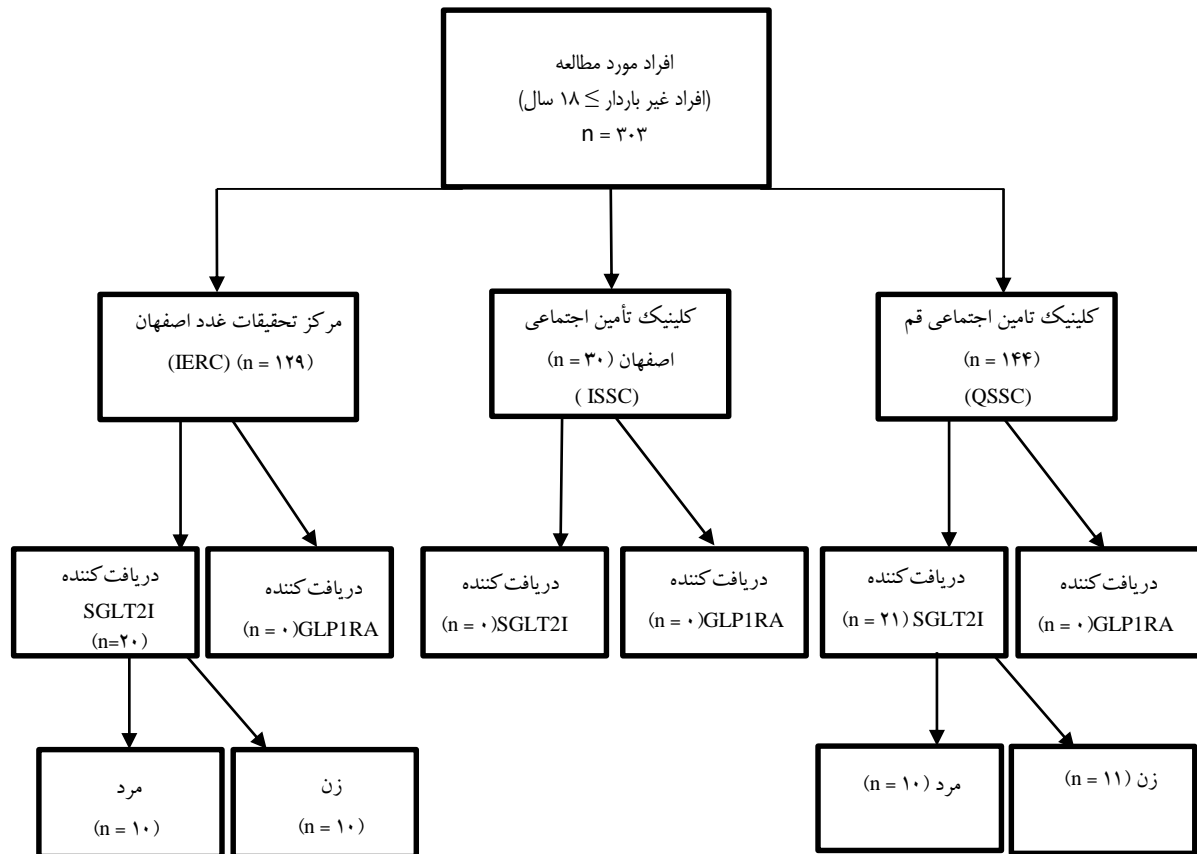 افراد مورد مطالعه
(افراد غیر باردار ≥ ۱۸ سال)
n = ۳۰۳
مرکز تحقیقات غدد اصفهان
(IERC) (n = ۱۲۹)
کلینیک تأمین اجتماعی
اصفهان (n = ۳۰)
(ISSC )
کلینیک تامین اجتماعی قم
(n = ۱۴۴)
(QSSC)
دریافت‌کننده
SGLT2I
(n=۲۰)
دریافت‌کننده
(n = ۰)GLP1RA
دریافت‌کننده
(n = ۰)SGLT2I
دریافت‌کننده
(n = ۰)GLP1RA
دریافت‌کننده
(n = ۲۱) SGLT2I
دریافت‌کننده
(n = ۰)GLP1RA
مرد
(n = ۱۰)
زن
(n = ۱۰)
مرد (n = ۱۰)
زن (n = ۱۱)